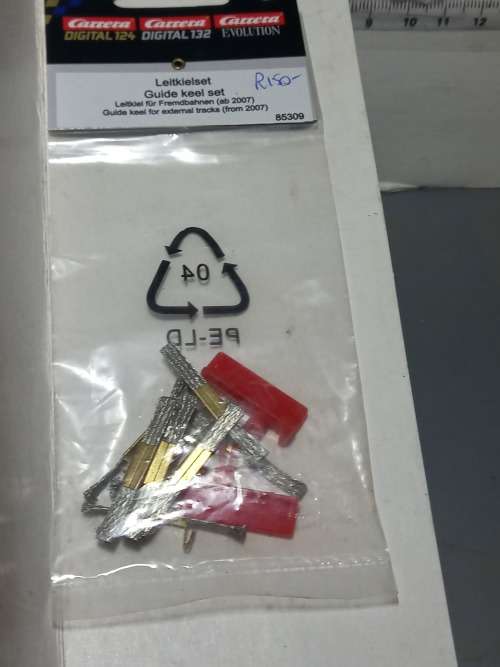 Carrera Carrera Carrera
DIGITAL 124 DIGITAL 132 EVOLUTION
Leitkielset
Guide keel set R150-
Leitkiel für Fremdbahnen (ab 2007)
Guide keel for external tracks (from 2007)
85309
04
PE-LD
9 10 11 12